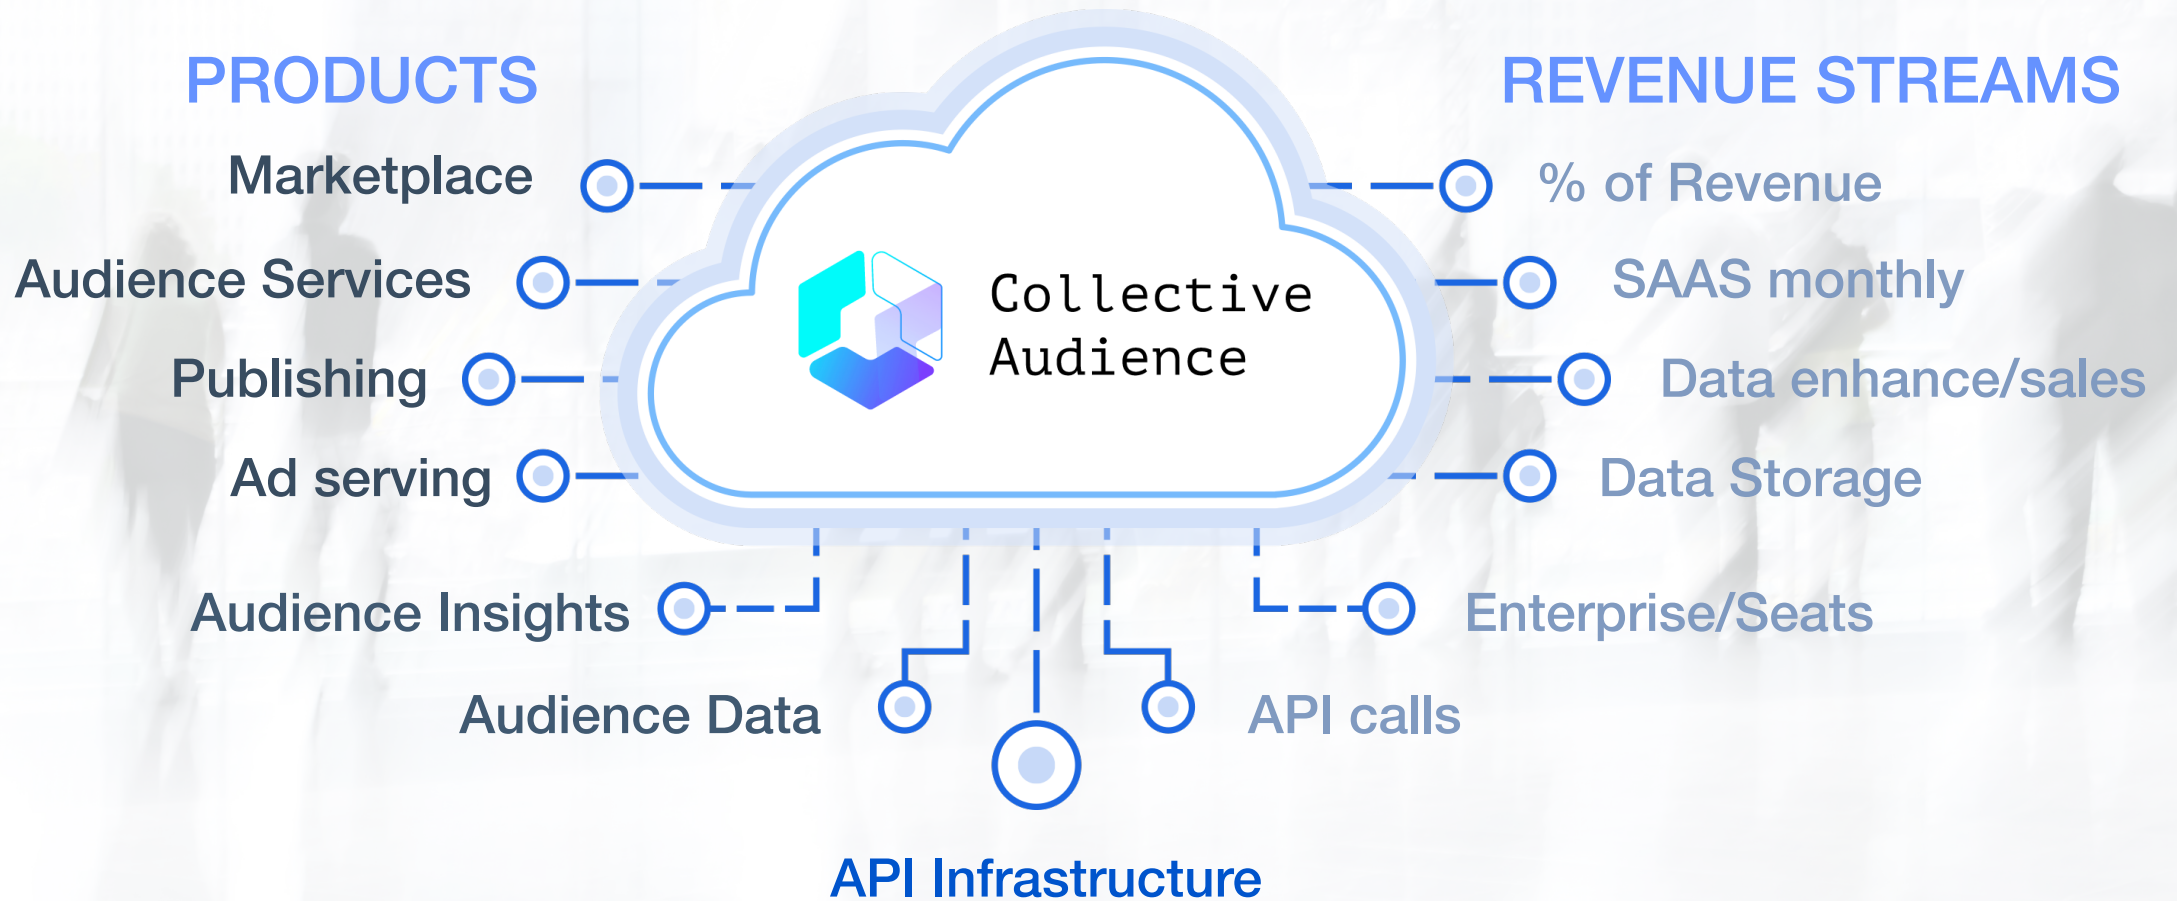 PRODUCTS
Marketplace
Audience Services
Publishing
Ad serving
Audience Insights
Audience Data
Collective
Audience
REVENUE STREAMS
% of Revenue
SAAS monthly
Data enhance/sales
Data Storage
Enterprise/Seats
API calls
API Infrastructure